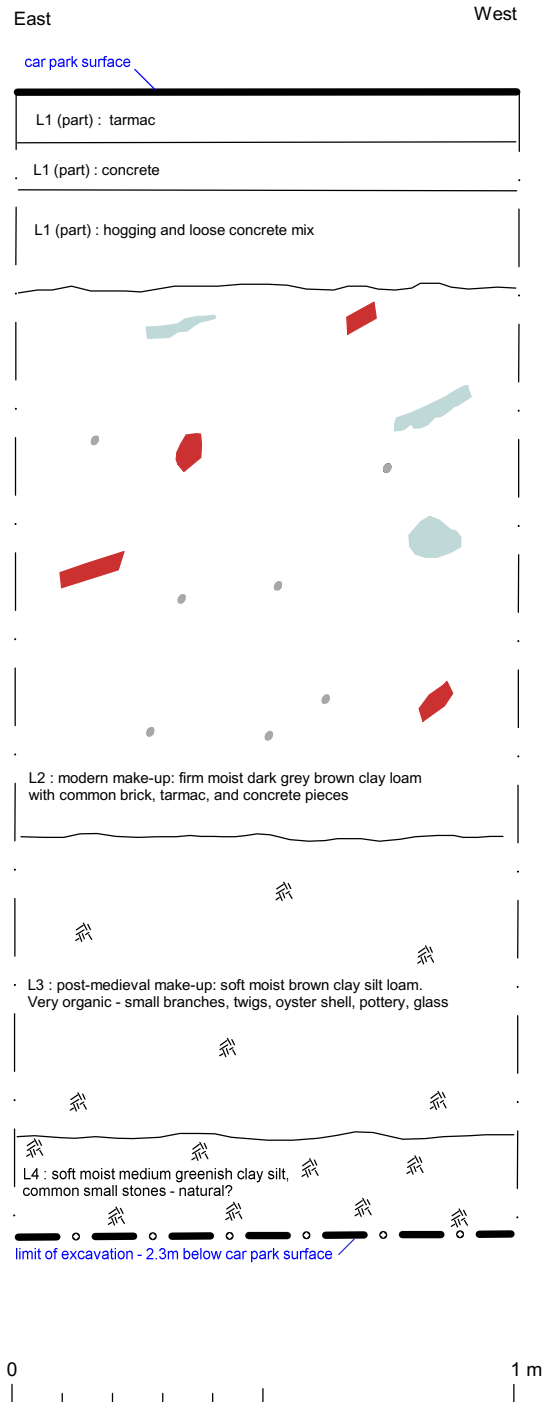 East
West
car park surface
L1 (part) : tarmac
L1 (part) : concrete
L1 (part) : hogging and loose concrete mix
L2 : modern make-up: firm moist dark grey brown clay loam
with common brick, tarmac, and concrete pieces
L3 : post-medieval make-up: soft moist brown clay silt loam.
Very organic - small branches, twigs, oyster shell, pottery, glass
L4 : soft moist medium greenish clay silt,
common small stones - natural?
limit of excavation - 2.3m below car park surface
0
1 m